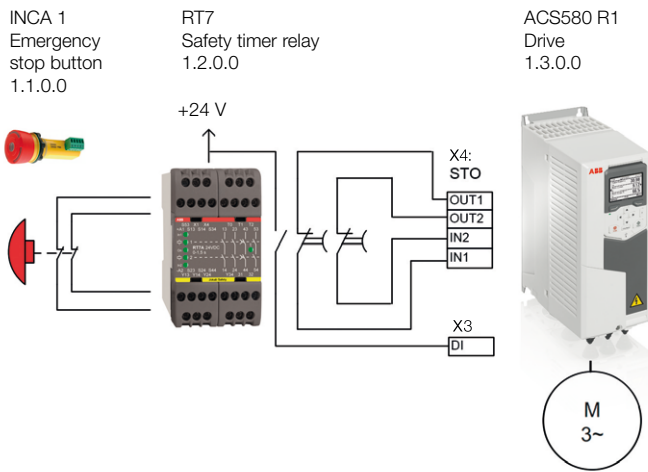 INCA 1
Emergency
stop button
1.1.0.0
RT7
Safety timer relay
1.2.0.0
ACS580 R1
Drive
1.3.0.0
+24 V
X4:
STO
OUT1
OUT2
IN2
IN1
X3
DI
ABB
M
3~